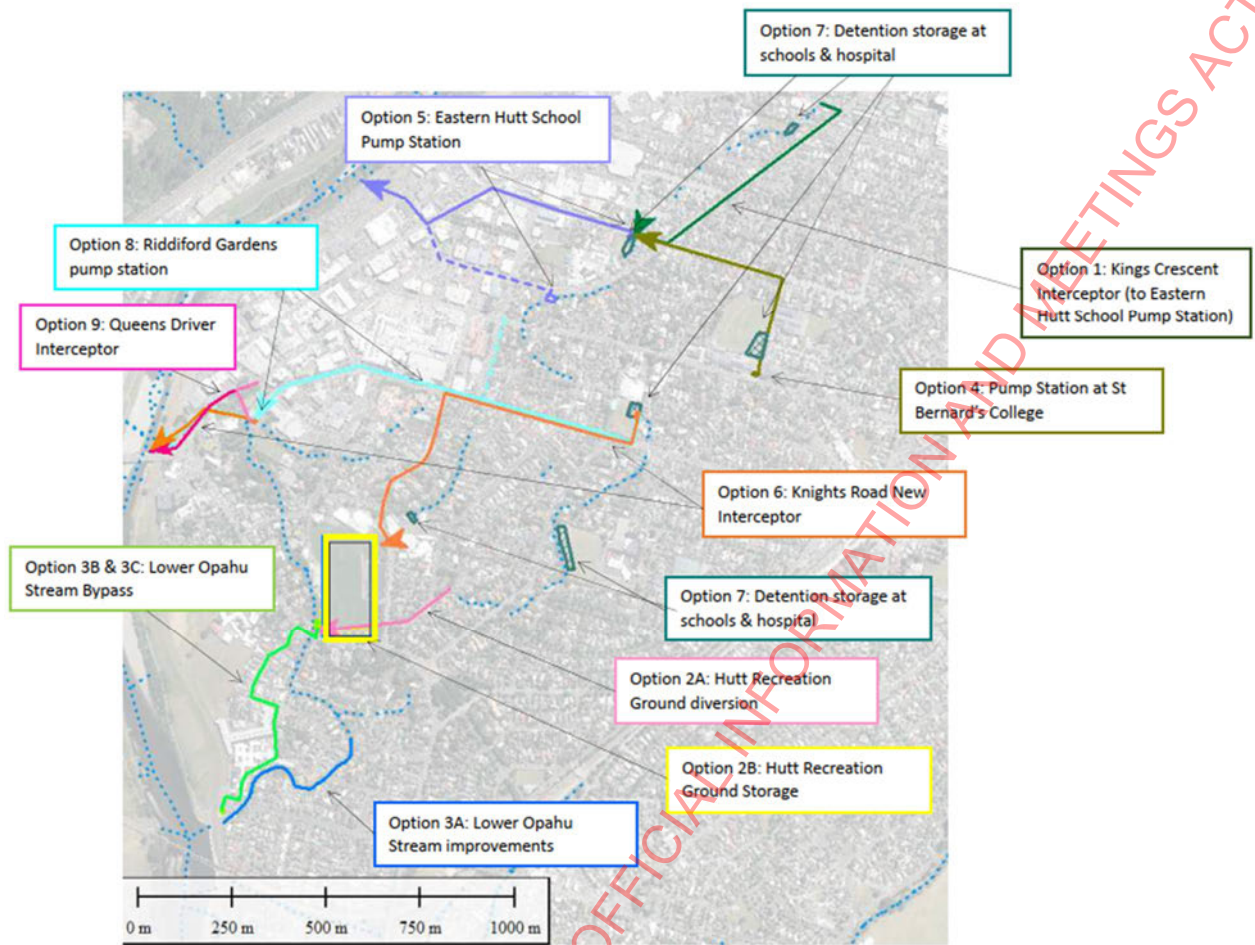 Option 7: Detention storage at
schools & hospital
Option 5: Eastern Hutt School
Pump Station
Option 8: Riddiford Gardens
pump station
Option 1: Kings Crescent
Interceptor (to Eastern
Hutt School Pump Station)
Option 9: Queens Driver
Interceptor
Option 4: Pump Station at St
Bernard's College
Option 6: Knights Road New
Interceptor
Option 3B & 3C: Lower Opahu
Stream Bypass
Option 7: Detention storage at
schools & hospital
Option 2A: Hutt Recreation
Ground diversion
Option 2B: Hutt Recreation
Ground Storage
Option 3A: Lower Opahu
Stream improvements
0 m 250 m 500 m 750 m 1000 m
OFFICIAL INFORMATION AND MEETINGS ACT